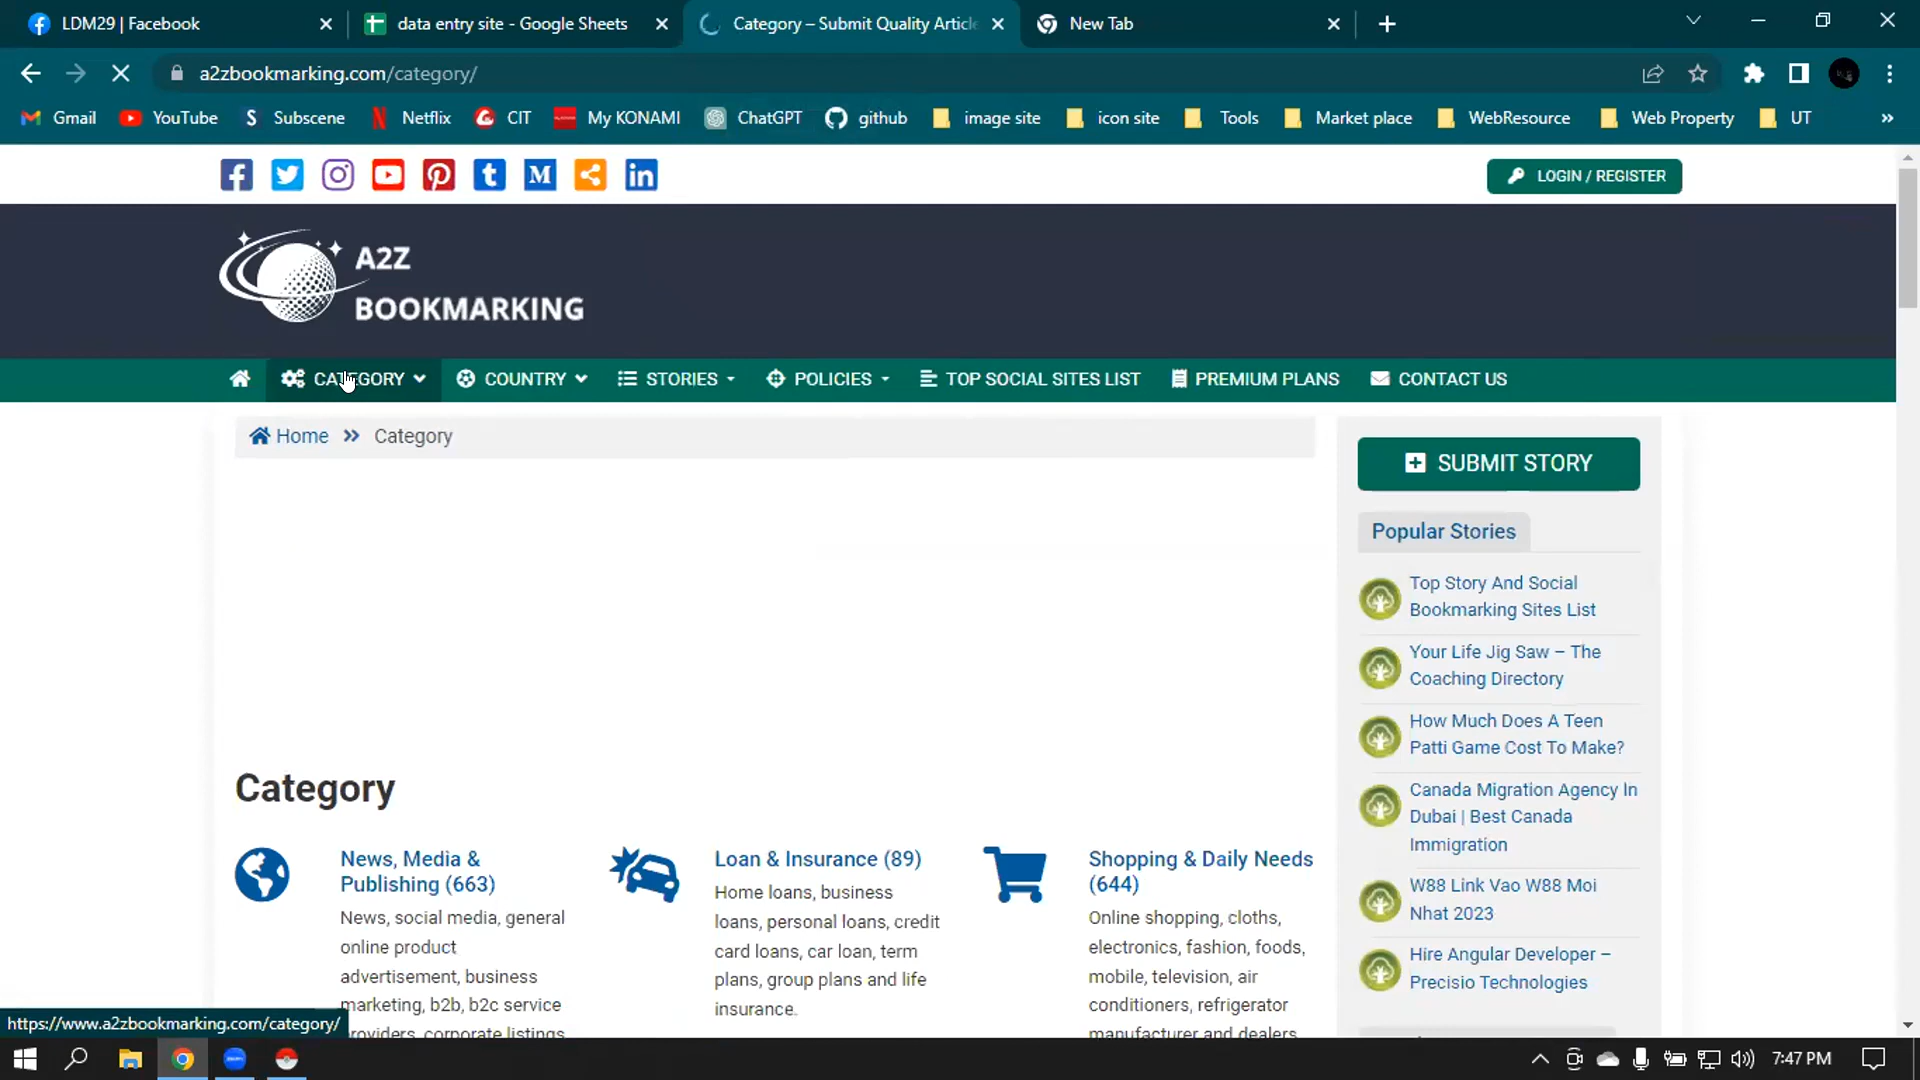 LDM29 | Facebook
data entry site - Google Sheets
Category – Submit Quality Article
New Tab
a2zbookmarking.com/category/
Gmail YouTube Subscene Netflix CIT My KONAMI ChatGPT github image site icon site Tools Market place WebResource Web Property UT »
LOGIN / REGISTER
A2Z
BOOKMARKING
CATEGORY COUNTRY STORIES POLICIES TOP SOCIAL SITES LIST PREMIUM PLANS CONTACT US
Home » Category
SUBMIT STORY
Popular Stories
Top Story And Social
Bookmarking Sites List
Your Life Jig Saw – The
Coaching Directory
How Much Does A Teen
Patti Game Cost To Make?
Canada Migration Agency In
Dubai | Best Canada
Immigration
W88 Link Vao W88 Moi
Nhat 2023
Hire Angular Developer –
Precisio Technologies
Category
News, Media &
Publishing (663)
News, social media, general
online product
advertisement, business
marketing, b2b, b2c service
providers, corporate listings
Loan & Insurance (89)
Home loans, business
loans, personal loans, credit
card loans, car loan, term
plans, group plans and life
insurance.
Shopping & Daily Needs
(644)
Online shopping, cloths,
electronics, fashion, foods,
mobile, television, air
conditioners, refrigerator
manufacturer and dealers
https://www.a2zbookmarking.com/category/
7:47 PM